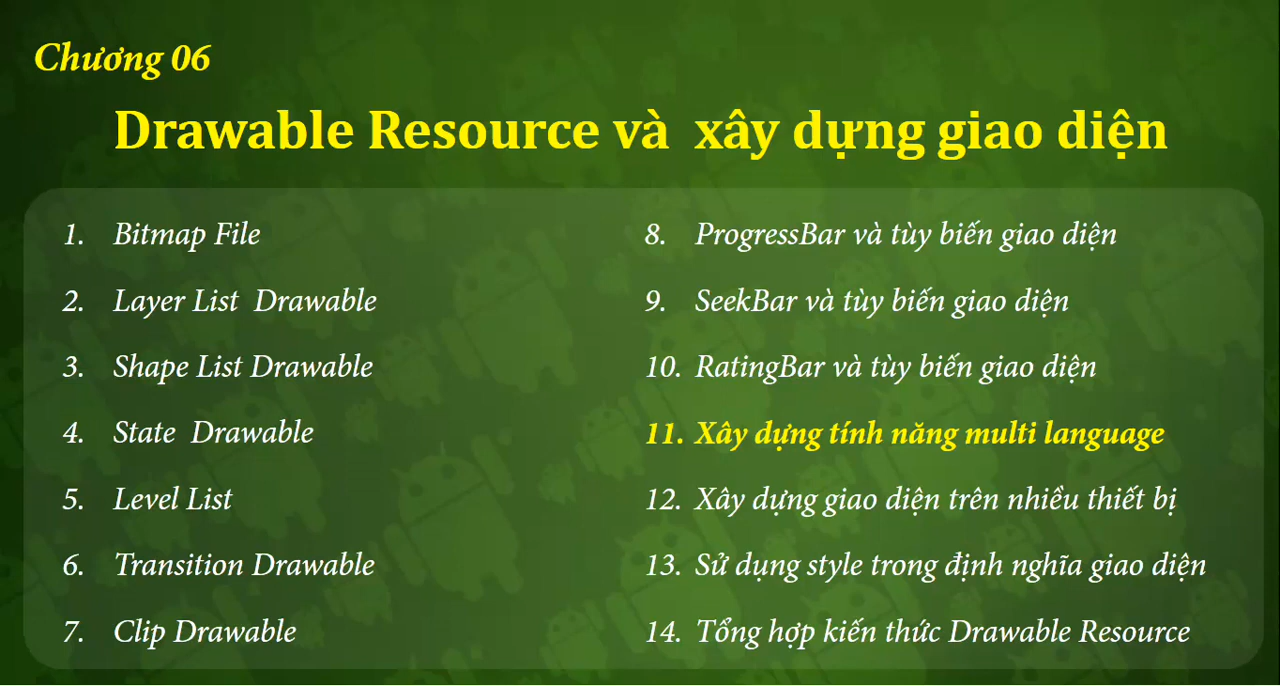 Chương 06
Drawable Resource và xây dựng giao diện
1. Bitmap File
2. Layer List Drawable
3. Shape List Drawable
4. State Drawable
5. Level List
6. Transition Drawable
7. Clip Drawable
8. ProgressBar và tùy biến giao diện
9. SeekBar và tùy biến giao diện
10. RatingBar và tùy biến giao diện
11. Xây dựng tính năng multi language
12. Xây dựng giao diện trên nhiều thiết bị
13. Sử dụng style trong định nghĩa giao diện
14. Tổng hợp kiến thức Drawable Resource